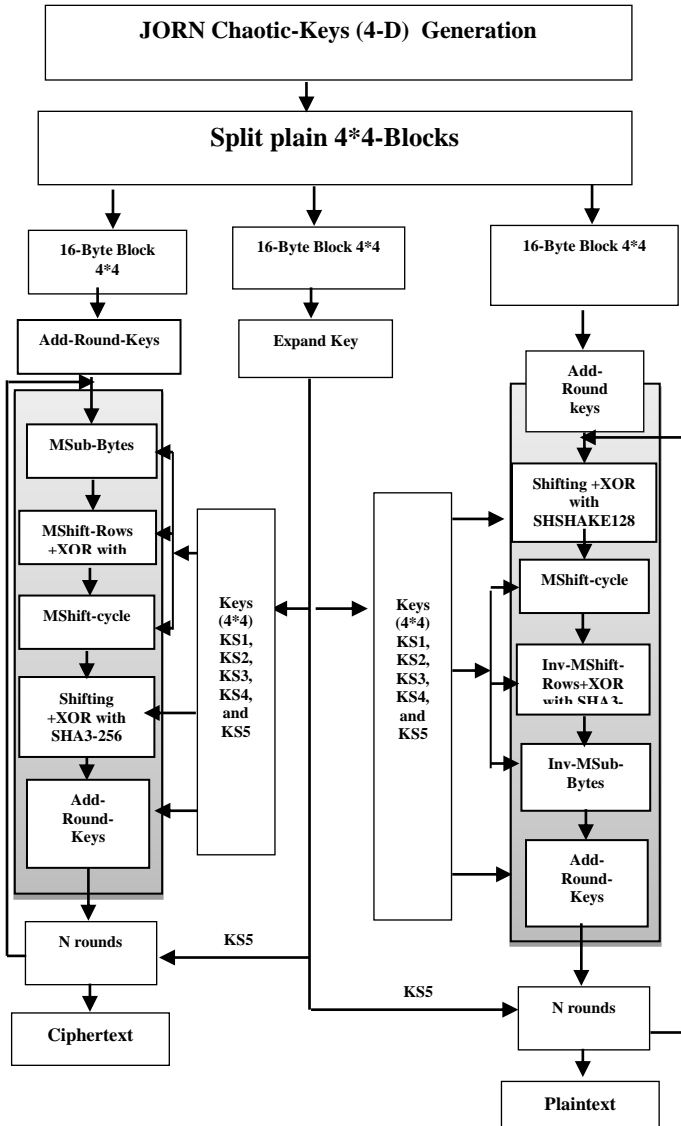 JORN Chaotic-Keys (4-D) Generation
Split plain 4*4-Blocks
16-Byte Block
4*4
16-Byte Block 4*4
16-Byte Block 4*4
Add-Round-Keys
Expand Key
Add-
Round
keys
MSub-Bytes
MShift-Rows
+XOR with
MShift-cycle
Shifting
+XOR with
SHA3-256
Add-
Round-
Keys
Keys
(4*4)
KS1,
KS2,
KS3,
KS4,
and
KS5
Keys
(4*4)
KS1,
KS2,
KS3,
KS4,
and
KS5
Shifting +XOR
with
SHSHAKE128
MShift-cycle
Inv-MShift-
Rows+XOR
with SHA3-
Inv-MSub-
Bytes
Add-
Round-
Keys
N rounds
KS5
KS5
N rounds
Ciphertext
Plaintext